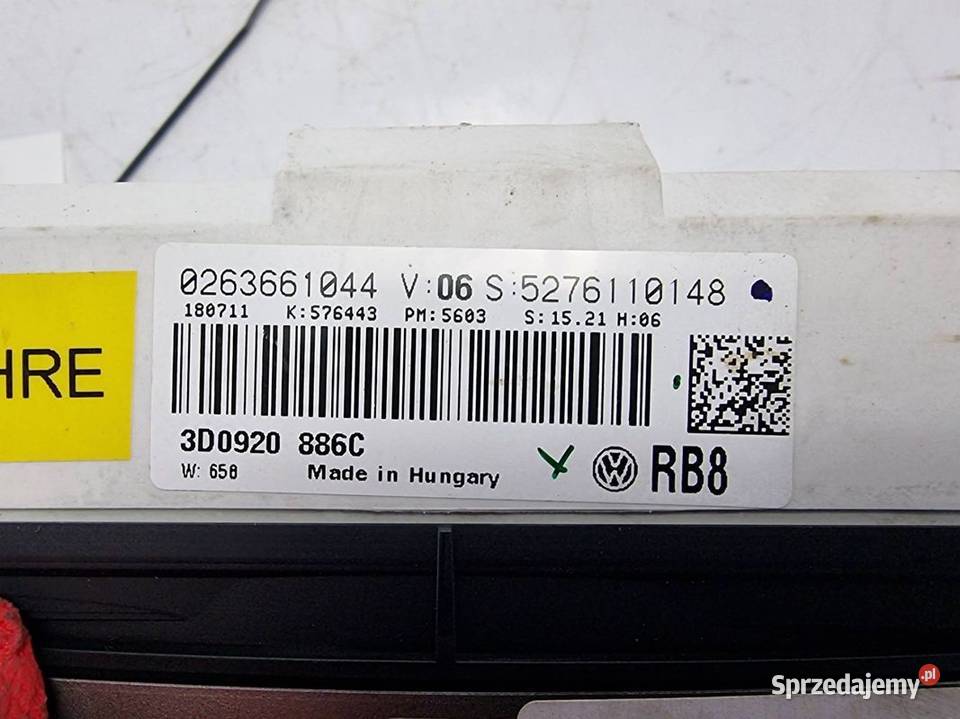 0263661044 V:06 S:5276110148
180711 K:576443 PM:5603 S:15.21 H:06
HRE
3D0920 886C
W: 658 Made in Hungary
RB8
Sprzedajemy.pl